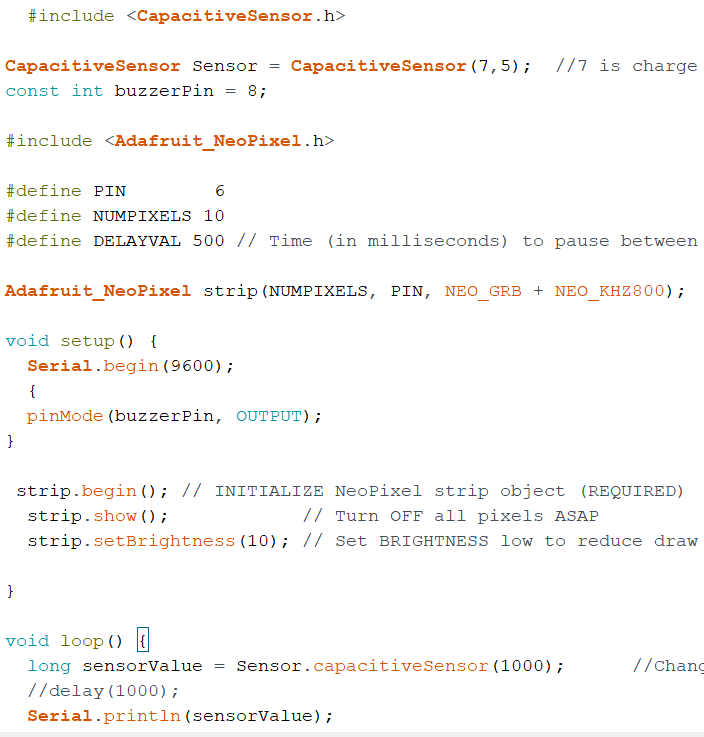 #include <CapacitiveSensor.h>
CapacitiveSensor Sensor = CapacitiveSensor(7,5);  //7 is charge
const int buzzerPin = 8;
#include <Adafruit_NeoPixel.h>
#define PIN        6
#define NUMPIXELS 10
#define DELAYVAL 500 // Time (in milliseconds) to pause between
Adafruit_NeoPixel strip(NUMPIXELS, PIN, NEO_GRB + NEO_KHZ800);
void setup() {
  Serial.begin(9600);
  {
  pinMode(buzzerPin, OUTPUT);
}
 strip.begin(); // INITIALIZE NeoPixel strip object (REQUIRED)
  strip.show();            // Turn OFF all pixels ASAP
  strip.setBrightness(10); // Set BRIGHTNESS low to reduce draw
}
void loop() {
  long sensorValue = Sensor.capacitiveSensor(1000);      //Chang
  //delay(1000);
  Serial.println(sensorValue);